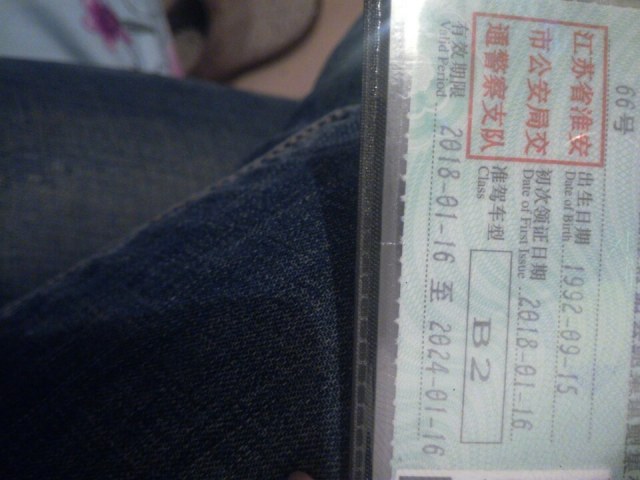 66号
出生日期
Date of Birth
1992-09-15
江苏省淮安
市公安局交
通警察支队
初次领证日期
Date of First Issue
2018-01-16
准驾车型
Class
B2
有效期限
Valid Period
2018-01-16 至 2024-01-16